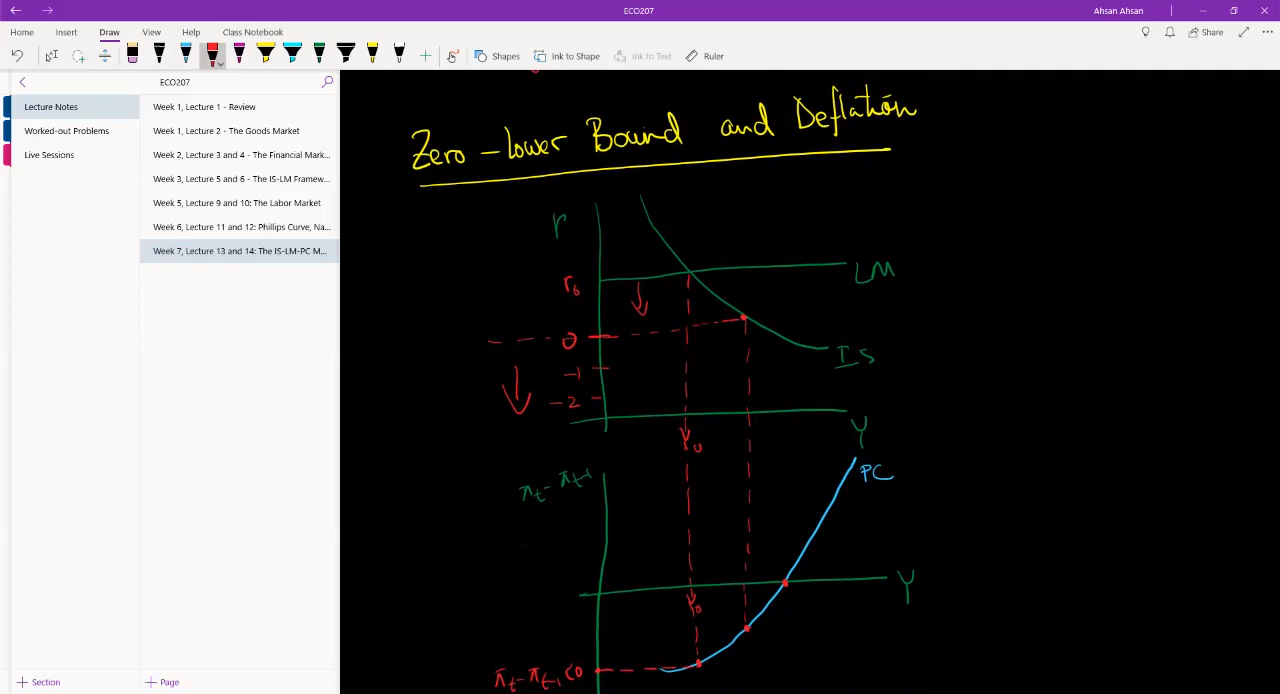 ECO207
Ahsan Ahsan
Home Insert Draw View Help Class Notebook
Share
Shapes Ink to Shape Ink to Text Ruler
ECO207
Lecture Notes
Worked-out Problems
Live Sessions
Week 1, Lecture 1 - Review
Week 1, Lecture 2 - The Goods Market
Week 2, Lecture 3 and 4 - The Financial Mark...
Week 3, Lecture 5 and 6 - The IS-LM Framew...
Week 5, Lecture 9 and 10: The Labor Market
Week 6, Lecture 11 and 12: Phillips Curve, Na...
Week 7, Lecture 13 and 14: The IS-LM-PC M...
Zero-lower Bound and Deflation
r
LM
r₀
0
IS
-1
-2
Y
Y₀
πt - πt-1
PC
Y
Y₀
πt - πt-1 <0
+ Section
+ Page